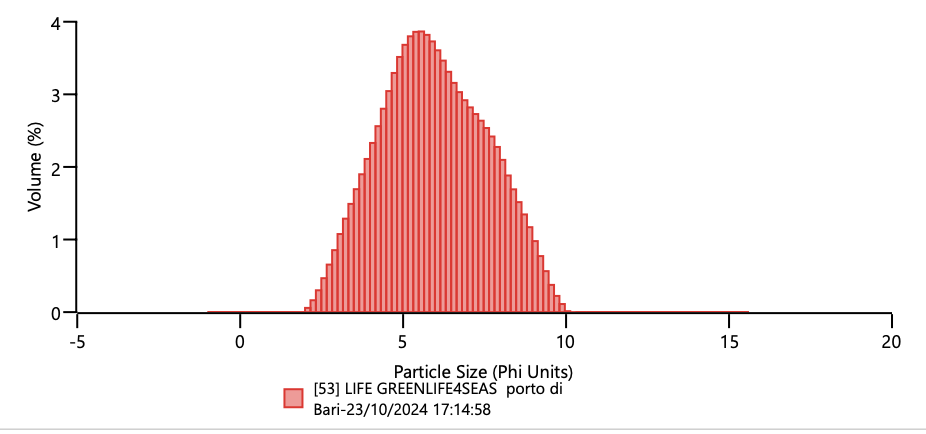 4
3
2
1
0
Volume (%)
-5 0 5 10 15 20
Particle Size (Phi Units)
[53] LIFE GREENLIFE4SEAS  porto di
Bari-23/10/2024 17:14:58